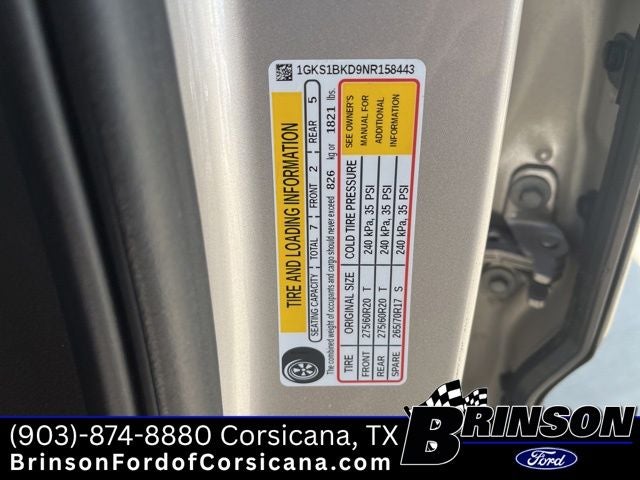 1GKS1BKD9NR158443
TIRE AND LOADING INFORMATION
SEATING CAPACITY TOTAL 7 FRONT 2 REAR 5
The combined weight of occupants and cargo should never exceed 826 kg or 1821 lbs.
TIRE ORIGINAL SIZE COLD TIRE PRESSURE
FRONT 275/60R20 T 240 kPa, 35 PSI
REAR 275/60R20 T 240 kPa, 35 PSI
SPARE 265/70R17 S 240 kPa, 35 PSI
SEE OWNER'S
MANUAL FOR
ADDITIONAL
INFORMATION
(903)-874-8880 Corsicana, TX
BrinsonFordofCorsicana.com
BRINSON
Ford